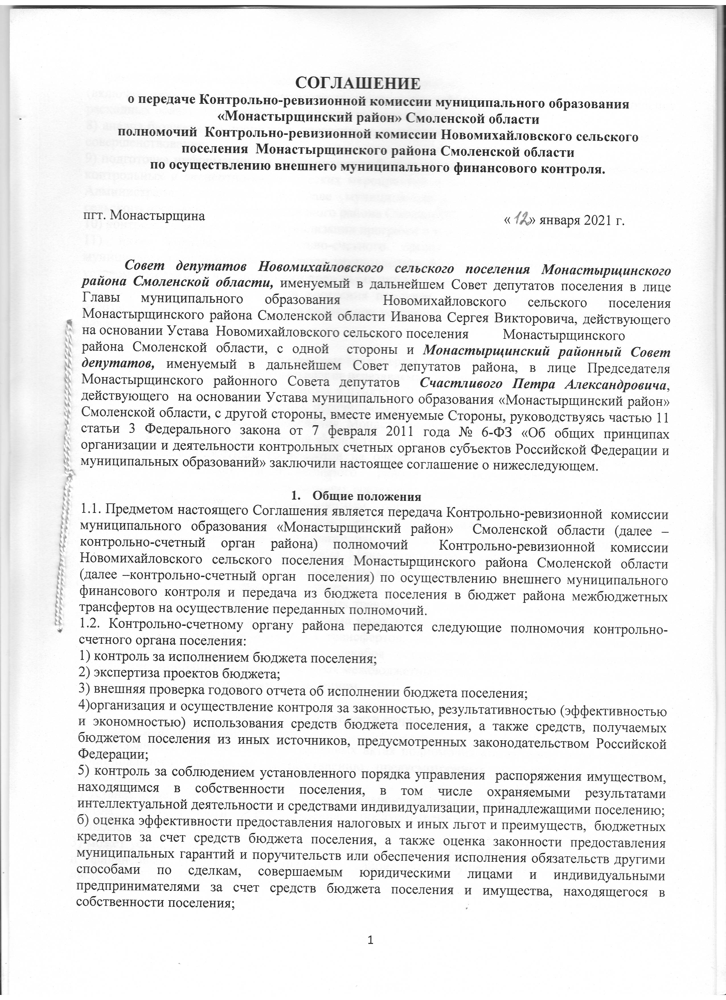 СОГЛАШЕНИЕ
о передаче Контрольно-ревизионной комиссии муниципального образования
«Монастырщинский район» Смоленской области
полномочий Контрольно-ревизионной комиссии Новомихайловского сельского
поселения Монастырщинского района Смоленской области
по осуществлению внешнего муниципального финансового контроля.
пгт. Монастырщина «12» января 2021 г.
Совет депутатов Новомихайловского сельского поселения Монастырщинского
района Смоленской области, именуемый в дальнейшем Совет депутатов поселения в лице
Главы муниципального образования Новомихайловского сельского поселения
Монастырщинского района Смоленской области Иванова Сергея Викторовича, действующего
на основании Устава Новомихайловского сельского поселения Монастырщинского
района Смоленской области, с одной стороны и Монастырщинский районный Совет
депутатов, именуемый в дальнейшем Совет депутатов района, в лице Председателя
Монастырщинского районного Совета депутатов Счастливого Петра Александровича,
действующего на основании Устава муниципального образования «Монастырщинский район»
Смоленской области, с другой стороны, вместе именуемые Стороны, руководствуясь частью 11
статьи 3 Федерального закона от 7 февраля 2011 года № 6-ФЗ «Об общих принципах
организации и деятельности контрольных счетных органов субъектов Российской Федерации и
муниципальных образований» заключили настоящее соглашение о нижеследующем.
1. Общие положения
1.1. Предметом настоящего Соглашения является передача Контрольно-ревизионной комиссии
муниципального образования «Монастырщинский район» Смоленской области (далее –
контрольно-счетный орган района) полномочий Контрольно-ревизионной комиссии
Новомихайловского сельского поселения Монастырщинского района Смоленской области
(далее –контрольно-счетный орган поселения) по осуществлению внешнего муниципального
финансового контроля и передача из бюджета поселения в бюджет района межбюджетных
трансфертов на осуществление переданных полномочий.
1.2. Контрольно-счетному органу района передаются следующие полномочия контрольно-
счетного органа поселения:
1) контроль за исполнением бюджета поселения;
2) экспертиза проектов бюджета;
3) внешняя проверка годового отчета об исполнении бюджета поселения;
4)организация и осуществление контроля за законностью, результативностью (эффективностью
и экономностью) использования средств бюджета поселения, а также средств, получаемых
бюджетом поселения из иных источников, предусмотренных законодательством Российской
Федерации;
5) контроль за соблюдением установленного порядка управления распоряжения имуществом,
находящимся в собственности поселения, в том числе охраняемыми результатами
интеллектуальной деятельности и средствами индивидуализации, принадлежащими поселению;
б) оценка эффективности предоставления налоговых и иных льгот и преимуществ, бюджетных
кредитов за счет средств бюджета поселения, а также оценка законности предоставления
муниципальных гарантий и поручительств или обеспечения исполнения обязательств другими
способами по сделкам, совершаемым юридическими лицами и индивидуальными
предпринимателями за счет средств бюджета поселения и имущества, находящегося в
собственности поселения;
1